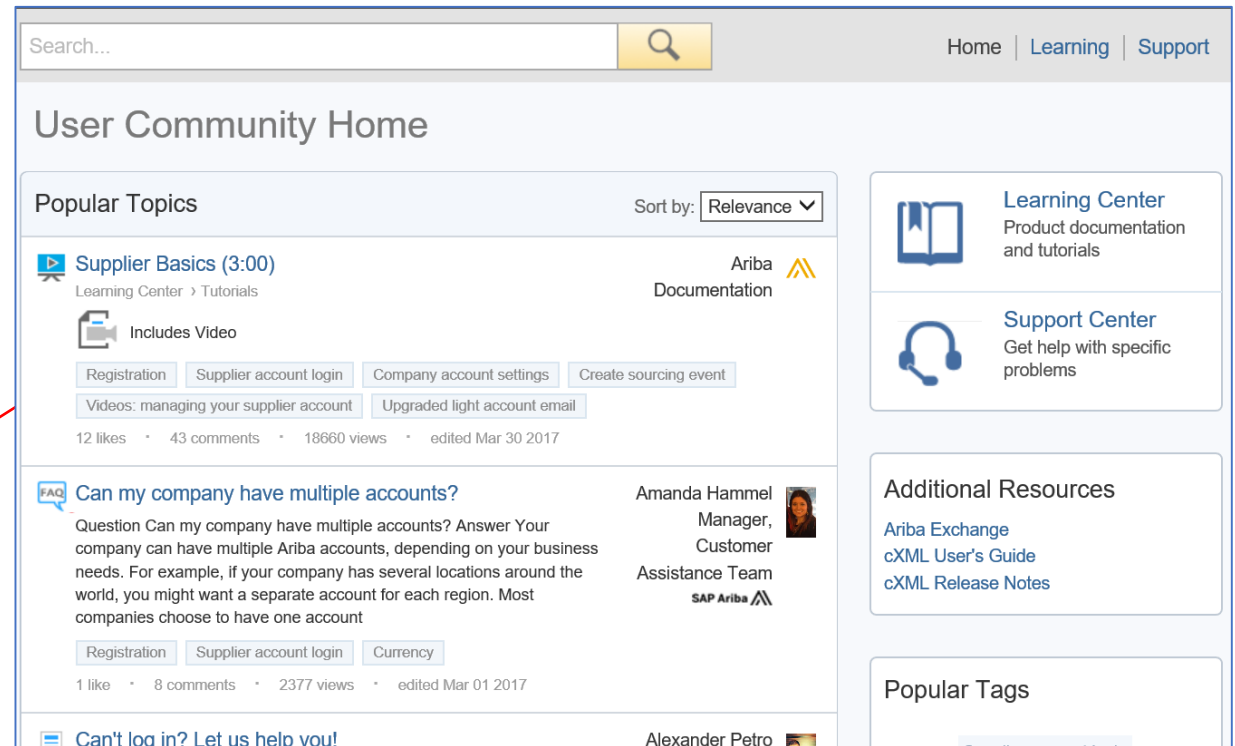 Search...
Home | Learning | Support
User Community Home
Popular Topics
Sort by: Relevance
Supplier Basics (3:00)
Learning Center › Tutorials
Includes Video
Registration Supplier account login Company account settings Create sourcing event
Videos: managing your supplier account Upgraded light account email
12 likes · 43 comments · 18660 views · edited Mar 30 2017
Ariba
Documentation
FAQ
Can my company have multiple accounts?
Question Can my company have multiple accounts? Answer Your
company can have multiple Ariba accounts, depending on your business
needs. For example, if your company has several locations around the
world, you might want a separate account for each region. Most
companies choose to have one account
Registration Supplier account login Currency
1 like · 8 comments · 2377 views · edited Mar 01 2017
Amanda Hammel
Manager,
Customer
Assistance Team
SAP Ariba
Can't log in? Let us help you!
Alexander Petro
Learning Center
Product documentation
and tutorials
Support Center
Get help with specific
problems
Additional Resources
Ariba Exchange
cXML User's Guide
cXML Release Notes
Popular Tags